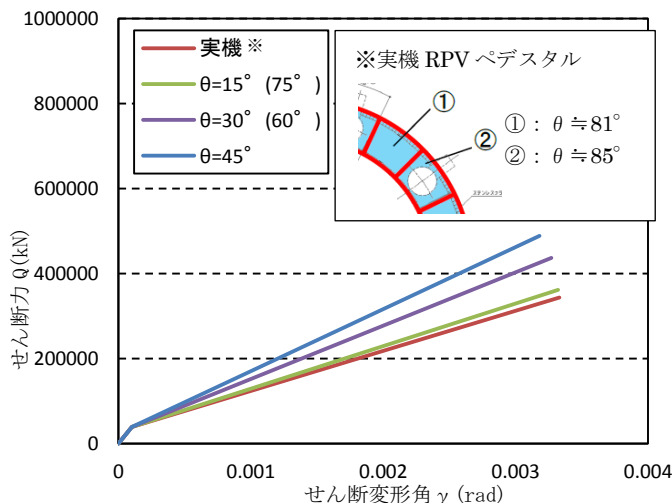 1000000
800000
600000
400000
200000
0
せん断力 Q(kN)
実機※
θ=15° (75° )
θ=30° (60° )
θ=45°
※実機 RPV ペデスタル
①
②
① : θ ≒81°
② : θ ≒85°
0
0.001
0.002
0.003
0.004
せん断変形角 γ (rad)